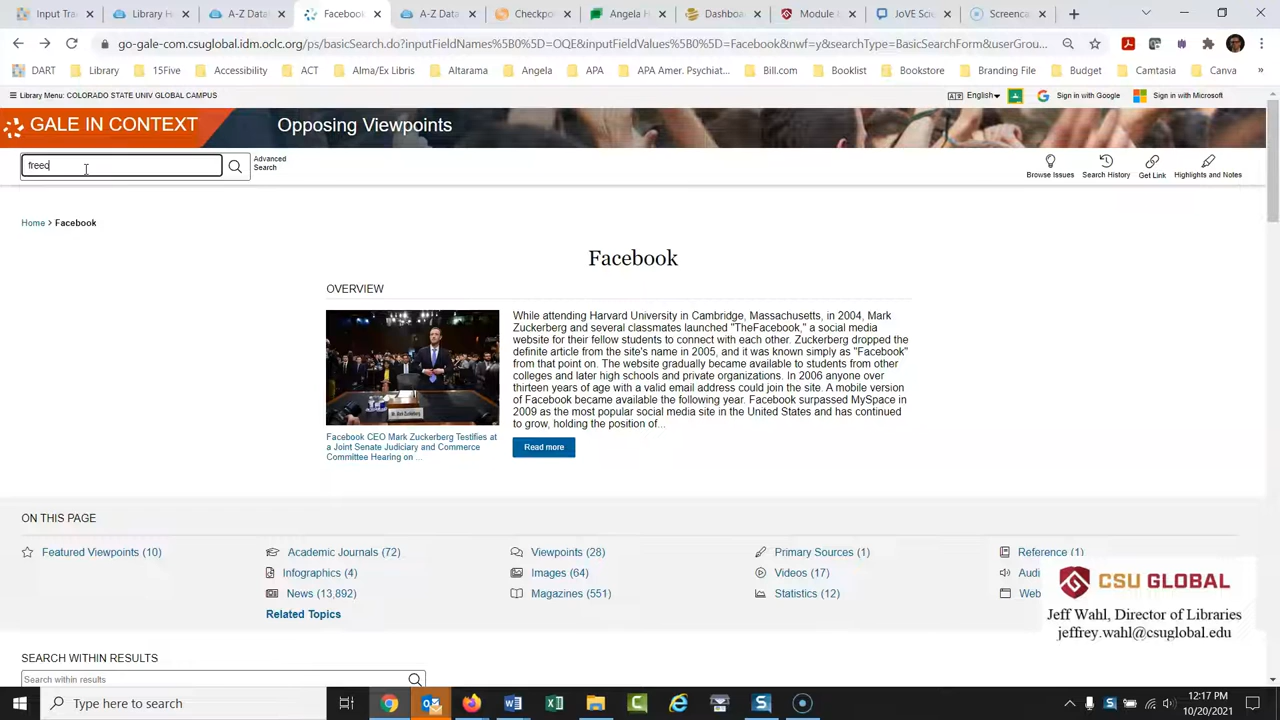 Input Tra
Library H
A-Z Datal
Facebook
A-Z Data
Checkpo
Angela H
Dashboa
Module
JoVE Sci
Screenca
go-gale-com.csuglobal.idm.oclc.org/ps/basicSearch.do?inputFieldNames%5B0%5D=OQE&inputFieldValues%5B0%5D=Facebook&nwf=y&searchType=BasicSearchForm&userGrou...
DART
Library
15Five
Accessibility
ACT
Alma/Ex Libris
Altarama
Angela
APA
APA Amer. Psychiat...
Bill.com
Booklist
Bookstore
Branding File
Budget
Camtasia
Canva
»
Library Menu: COLORADO STATE UNIV GLOBAL CAMPUS
English
Sign in with Google
Sign in with Microsoft
GALE IN CONTEXT
Opposing Viewpoints
freed
Advanced
Search
Browse Issues
Search History
Get Link
Highlights and Notes
Home > Facebook
Facebook
OVERVIEW
While attending Harvard University in Cambridge, Massachusetts, in 2004, Mark
Zuckerberg and several classmates launched "TheFacebook," a social media
website for their fellow students to connect with each other. Zuckerberg dropped the
definite article from the site's name in 2005, and it was known simply as "Facebook"
from that point on. The website gradually became available to students from other
colleges and later high schools and private organizations. In 2006 anyone over
thirteen years of age with a valid email address could join the site. A mobile version
of Facebook became available the following year. Facebook surpassed MySpace in
2009 as the most popular social media site in the United States and has continued
to grow, holding the position of...
Read more
Facebook CEO Mark Zuckerberg Testifies at
a Joint Senate Judiciary and Commerce
Committee Hearing on ...
ON THIS PAGE
Featured Viewpoints (10)
Academic Journals (72)
Viewpoints (28)
Primary Sources (1)
Reference (1)
Infographics (4)
Images (64)
Videos (17)
Audi
News (13,892)
Magazines (551)
Statistics (12)
Web
Related Topics
CSU GLOBAL
Jeff Wahl, Director of Libraries
jeffrey.wahl@csuglobal.edu
SEARCH WITHIN RESULTS
Search within results
Type here to search
12:17 PM
10/20/2021